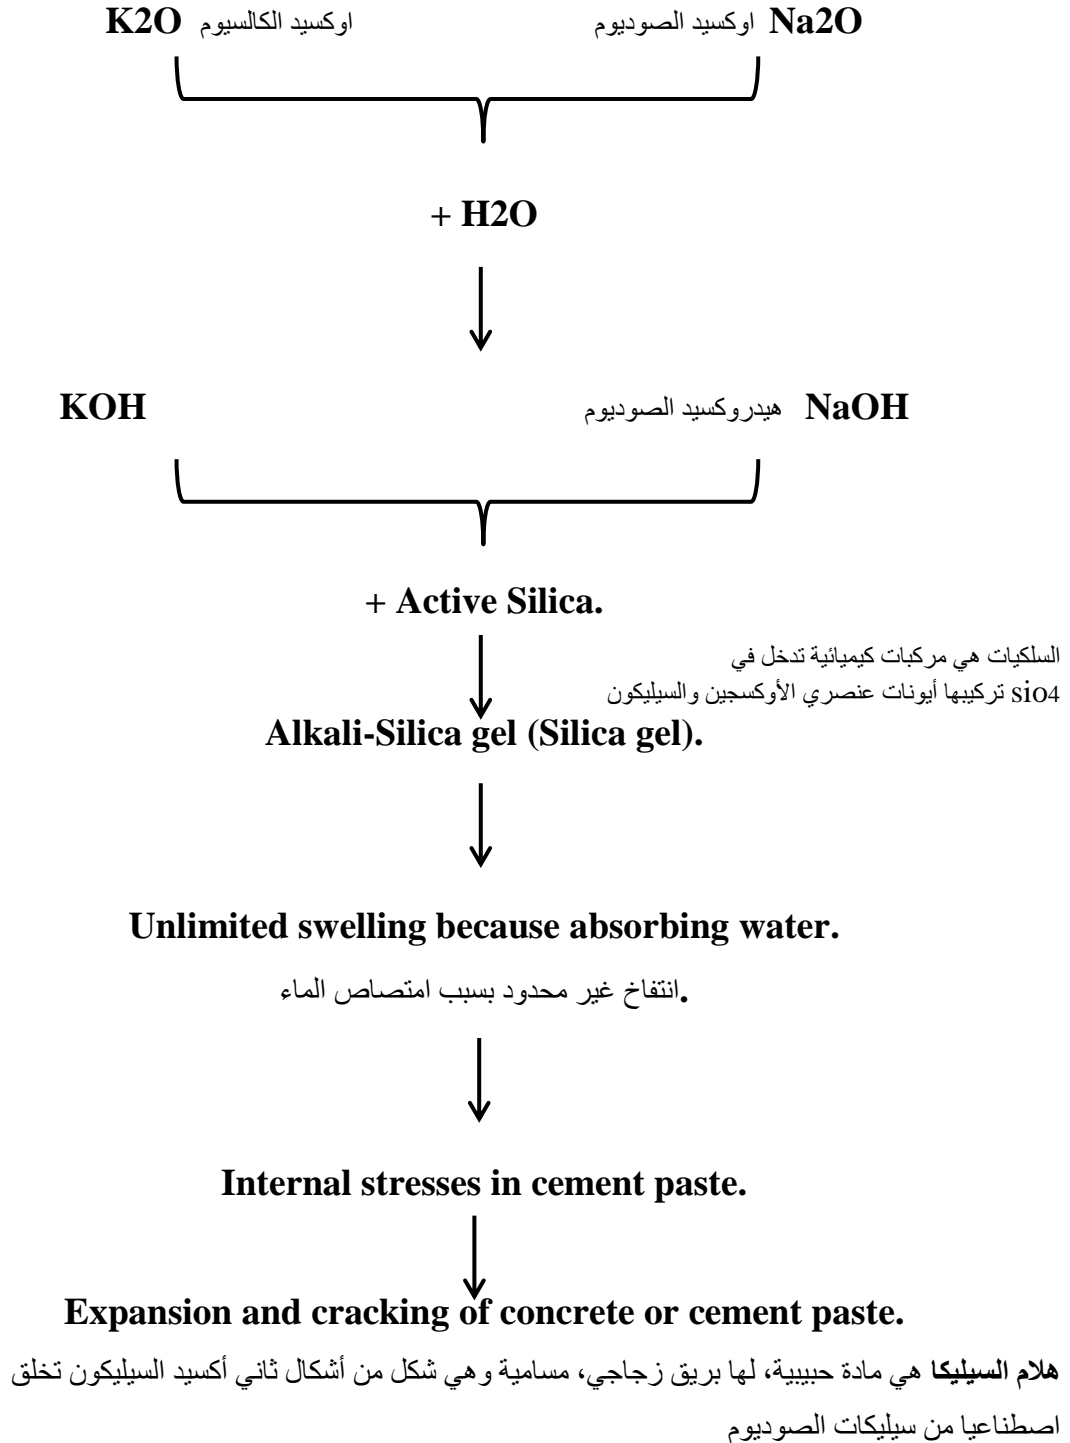 K2O اوكسيد الكالسيوم اوكسيد الصوديوم Na2O
+ H2O
KOH هيدروكسيد الصوديوم NaOH
+ Active Silica.
السلكيات هي مركبات كيميائية تدخل في
تركيبها أيونات عنصري الأوكسجين والسيليكون sio4
Alkali-Silica gel (Silica gel).
Unlimited swelling because absorbing water.
انتفاخ غير محدود بسبب امتصاص الماء.
Internal stresses in cement paste.
Expansion and cracking of concrete or cement paste.
هلام السيليكا هي مادة حبيبية، لها بريق زجاجي، مسامية وهي شكل من أشكال ثاني أكسيد السيليكون تخلق
اصطناعيا من سيليكات الصوديوم